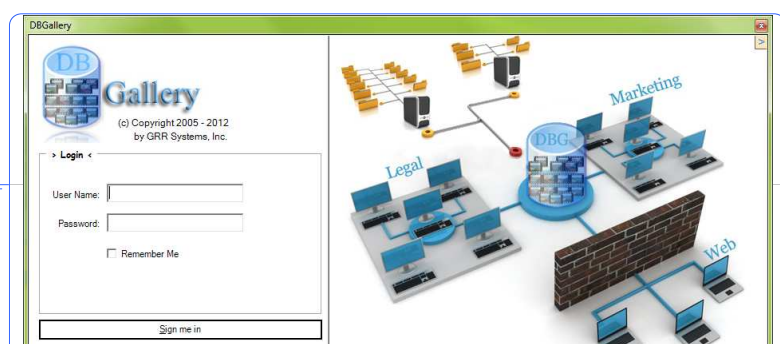 DBGallery
DB
Gallery
(c) Copyright 2005 - 2012
by GRR Systems, Inc.
> Login <
User Name:
Password:
Remember Me
Sign me in
x
>
Marketing
DBG
Legal
Web